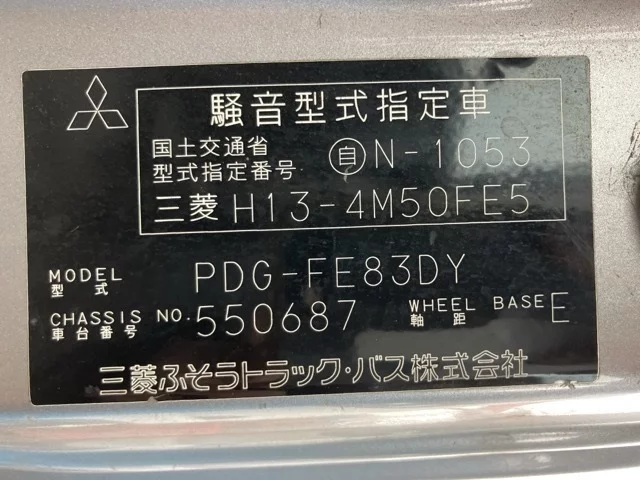 騒音型式指定車
国土交通省
型式指定番号 自N-1053
三菱 H13-4M50FE5
MODEL PDG-FE83DY
型式
CHASSIS NO. 550687 WHEEL BASE E
車台番号 軸距
三菱ふそうトラック・バス株式会社